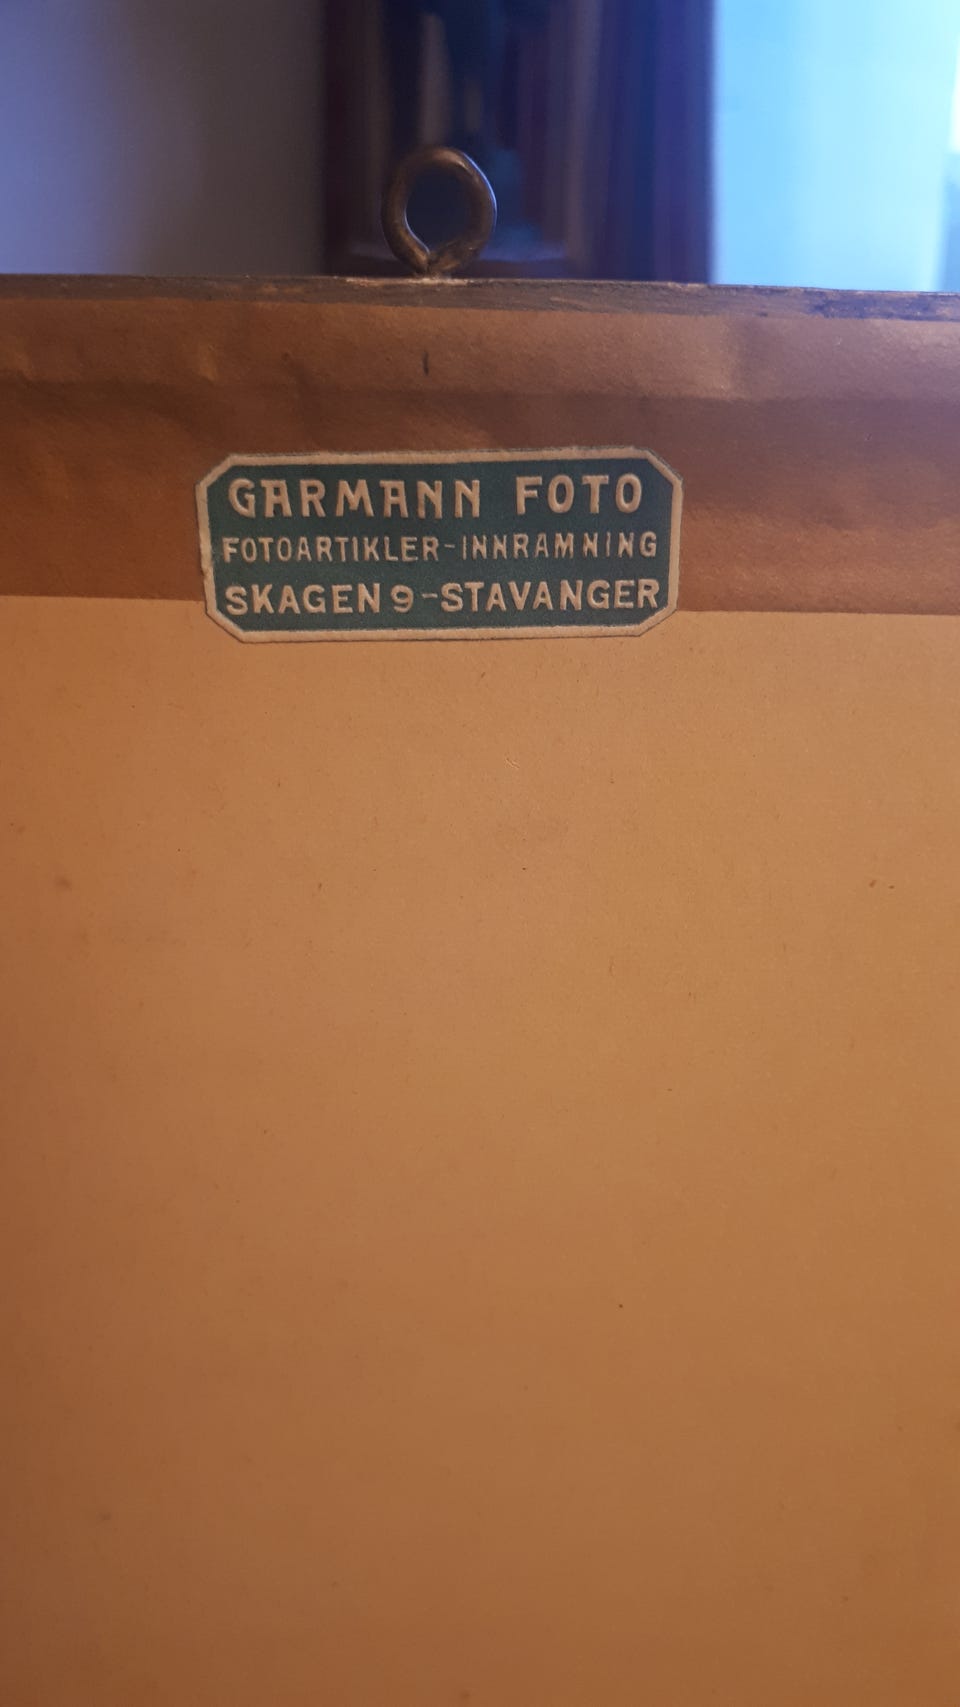 GARMANN FOTO
FOTOARTIKLER-INNRAMNING
SKAGEN 9-STAVANGER